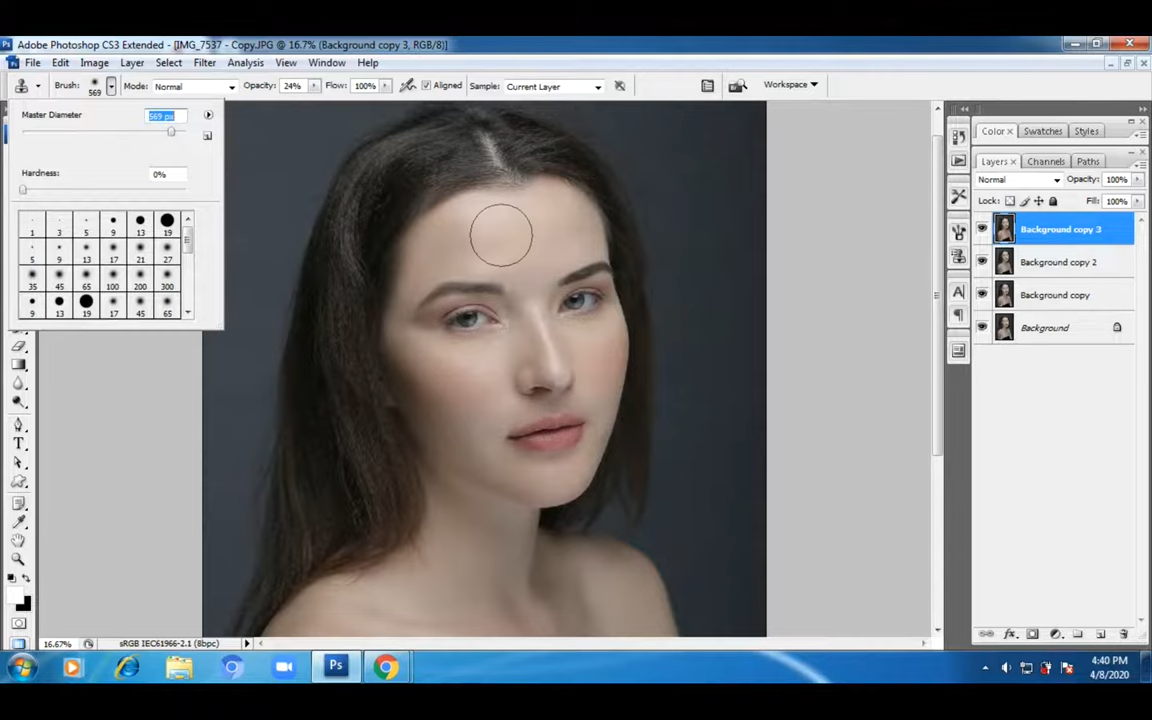 Adobe Photoshop CS3 Extended - [IMG_7537 - Copy.JPG @ 16.7% (Background copy 3, RGB/8)]
File Edit Image Layer Select Filter Analysis View Window Help
Brush: 569 Mode: Normal Opacity: 24% Flow: 100% Aligned Sample: Current Layer Workspace
Master Diameter 569 px
Hardness: 0%
1 3 5 9 13 19
5 9 13 17 21 27
35 45 65 100 200 300
9 13 19 17 45 65
Color Swatches Styles
Layers Channels Paths
Normal Opacity: 100%
Lock: Fill: 100%
Background copy 3
Background copy 2
Background copy
Background
16.67% sRGB IEC61966-2.1 (8bpc)
4:40 PM
4/8/2020